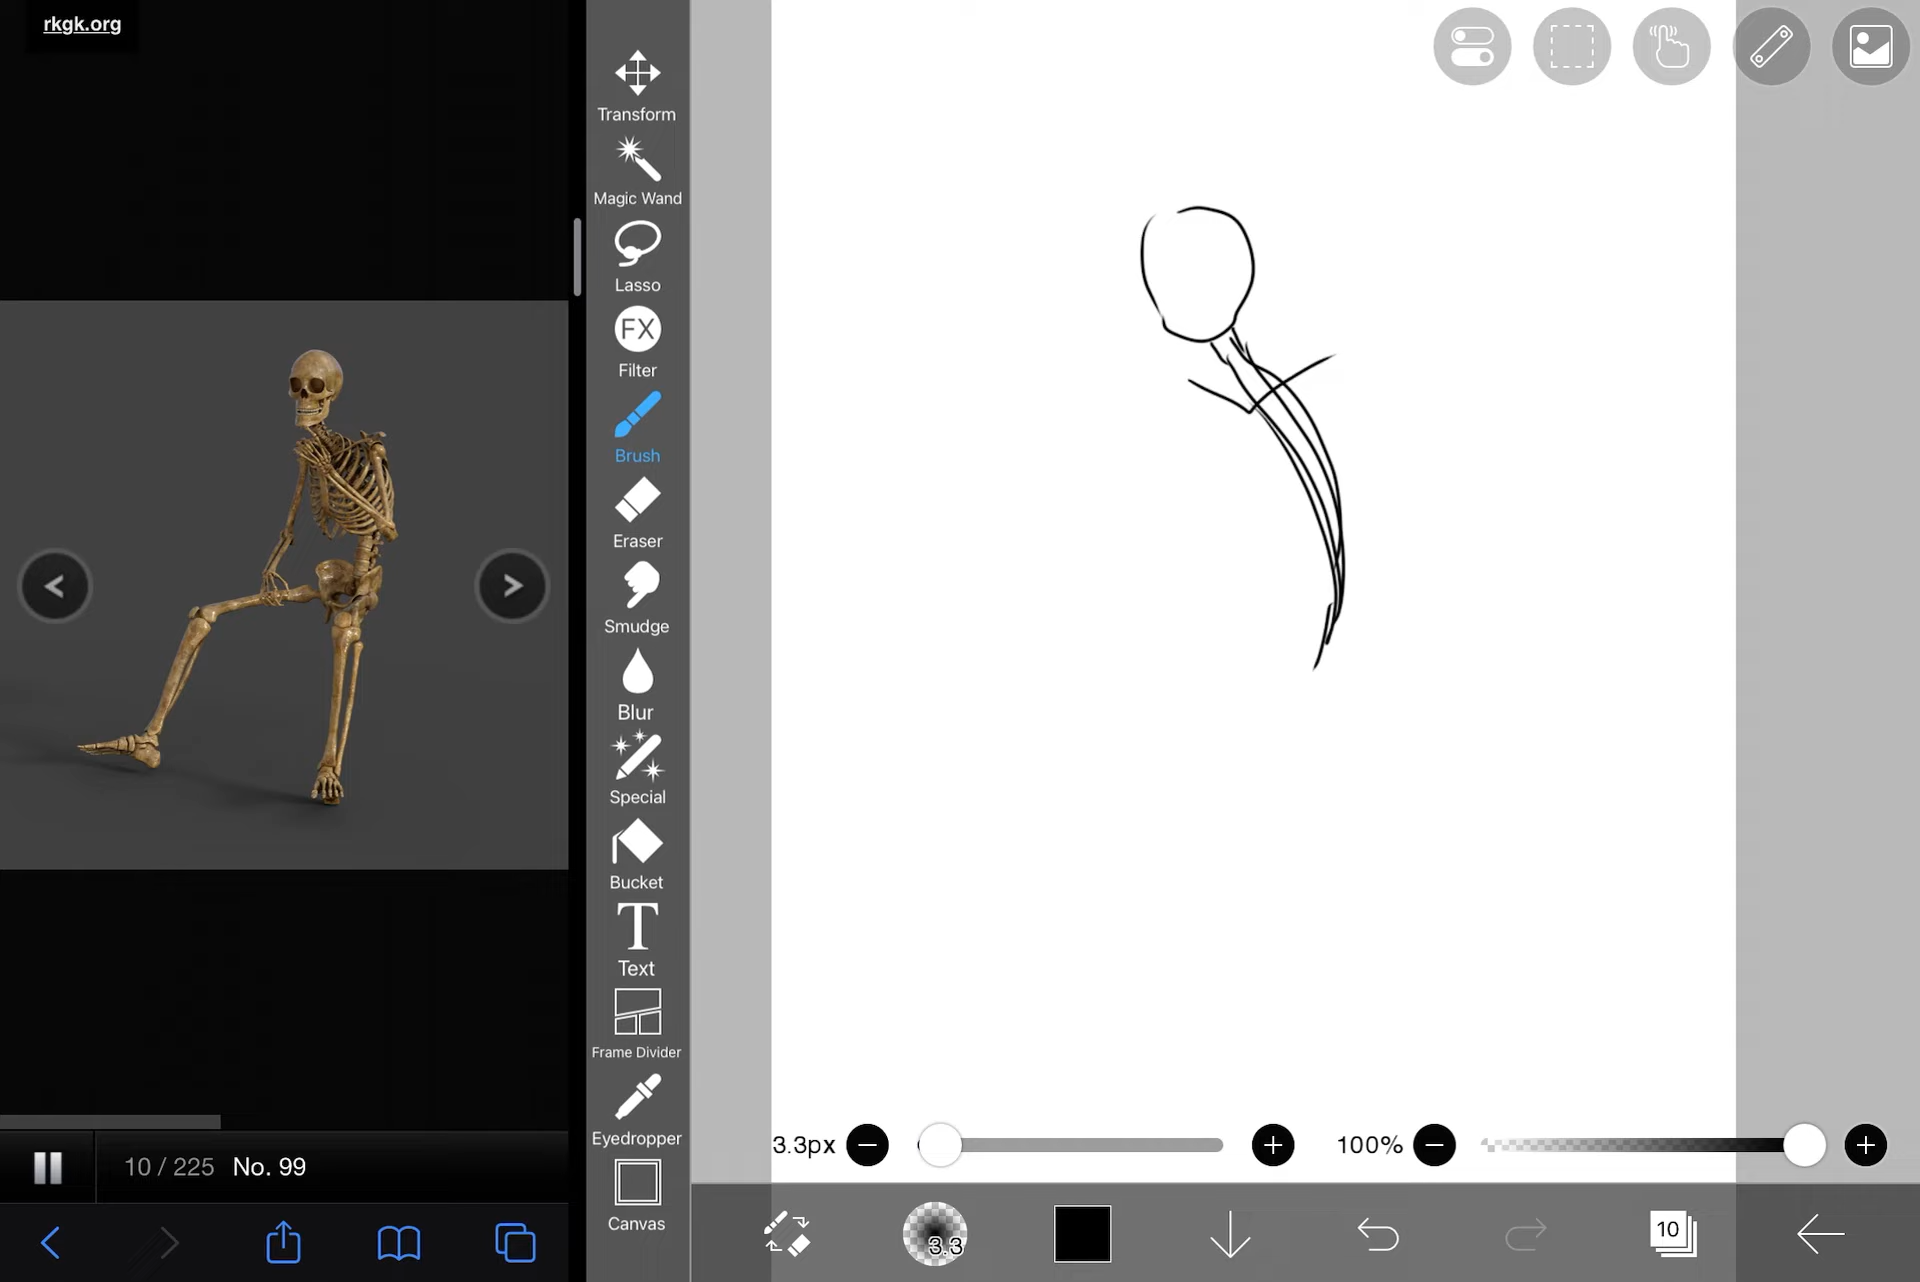 rkgk.org
Transform
Magic Wand
Lasso
FX
Filter
Brush
Eraser
Smudge
Blur
Special
Bucket
T
Text
Frame Divider
Eyedropper
Canvas
3.3px
100%
10 / 225 No. 99
3.3
10